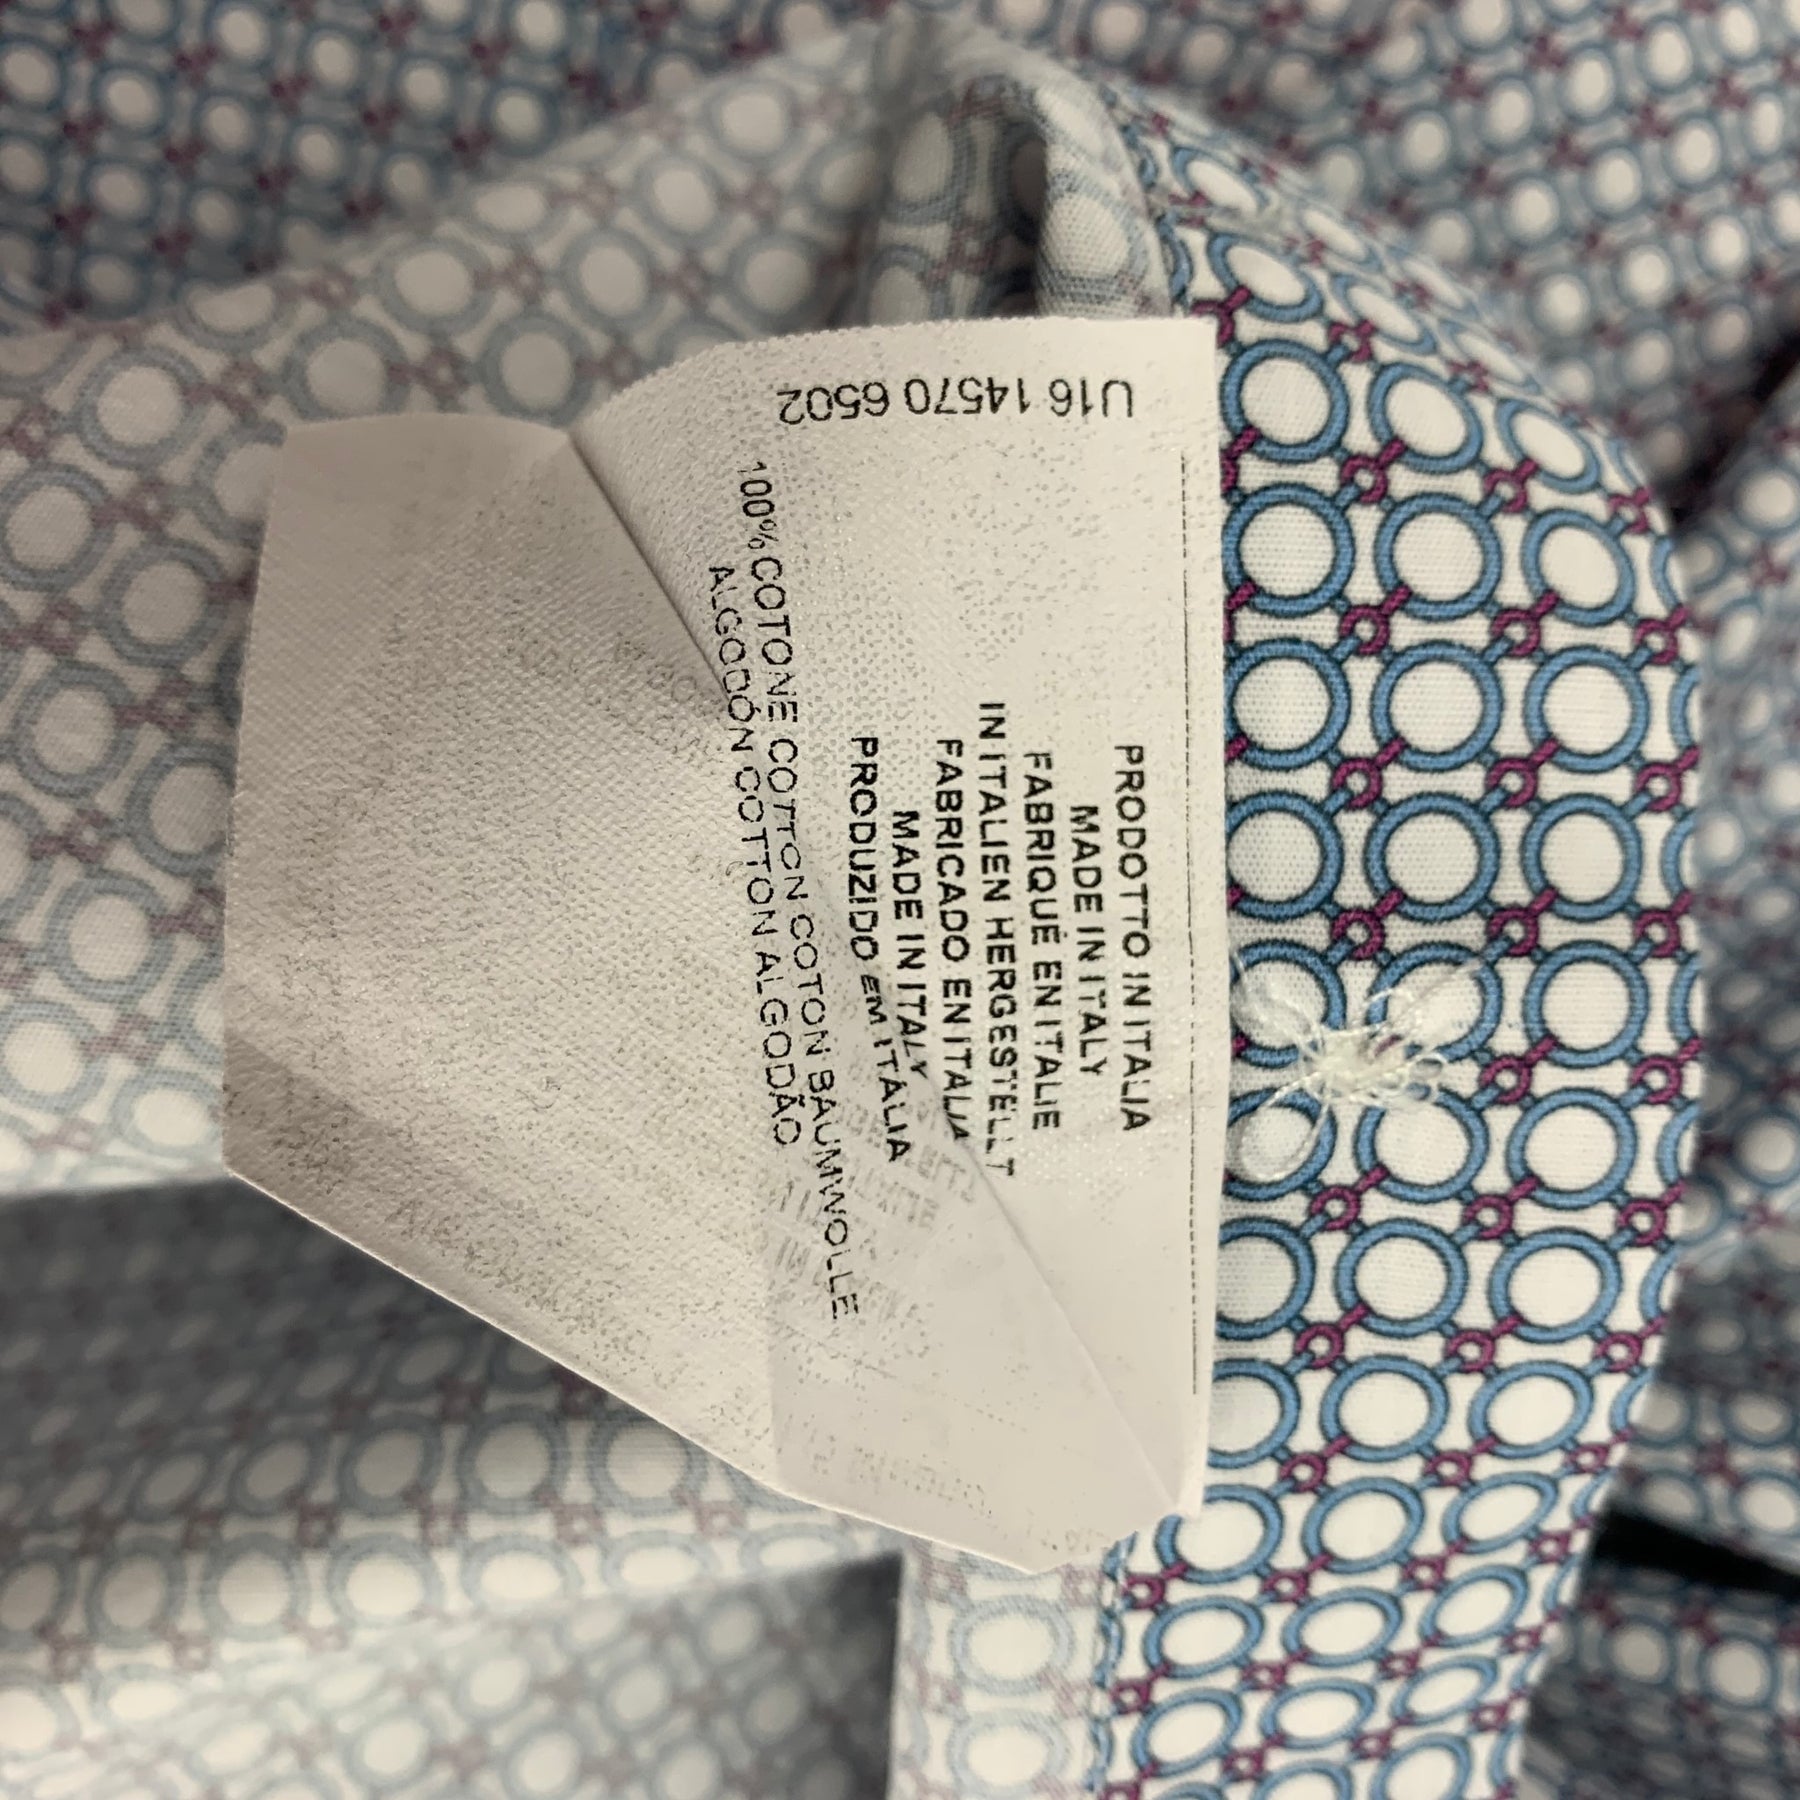 U16 14570 6502
PRODOTTO IN ITALIA
MADE IN ITALY
FABRIQUÉ EN ITALIE
IN ITALIEN HERGESTELLT
FABRICADO EN ITALIA
MADE IN ITALY
PRODUZIDO EM ITÁLIA
100% COTONE COTTON COTON BAUMWOLLE
ALGODÓN COTTON ALGODÃO